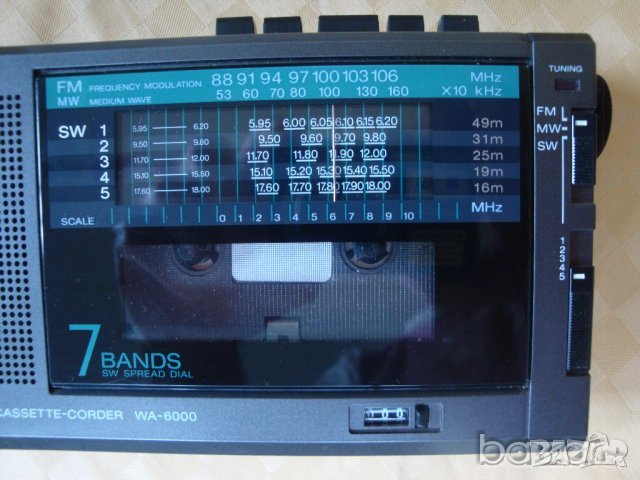 TUNING
FM FREQUENCY MODULATION 88 91 94 97 100 103 106 MHz
MW MEDIUM WAVE 53 60 70 80 100 130 160 X10 kHz
FM
MW
SW
SW 1 5.95 6.20 5.95 6.00 6.05 6.10 6.15 6.20 49m
2 9.50 9.60 9.70 9.80 31m
3 11.70 12.00 11.70 11.80 11.90 12.00 25m
4 15.10 15.50 15.10 15.20 15.30 15.40 15.50 19m
5 17.60 18.00 17.60 17.70 17.80 17.90 18.00 16m
SCALE 0 1 2 3 4 5 6 7 8 9 10 MHz
1
2
3
4
5
7 BANDS
SW SPREAD DIAL
CASSETTE-CORDER WA-6000